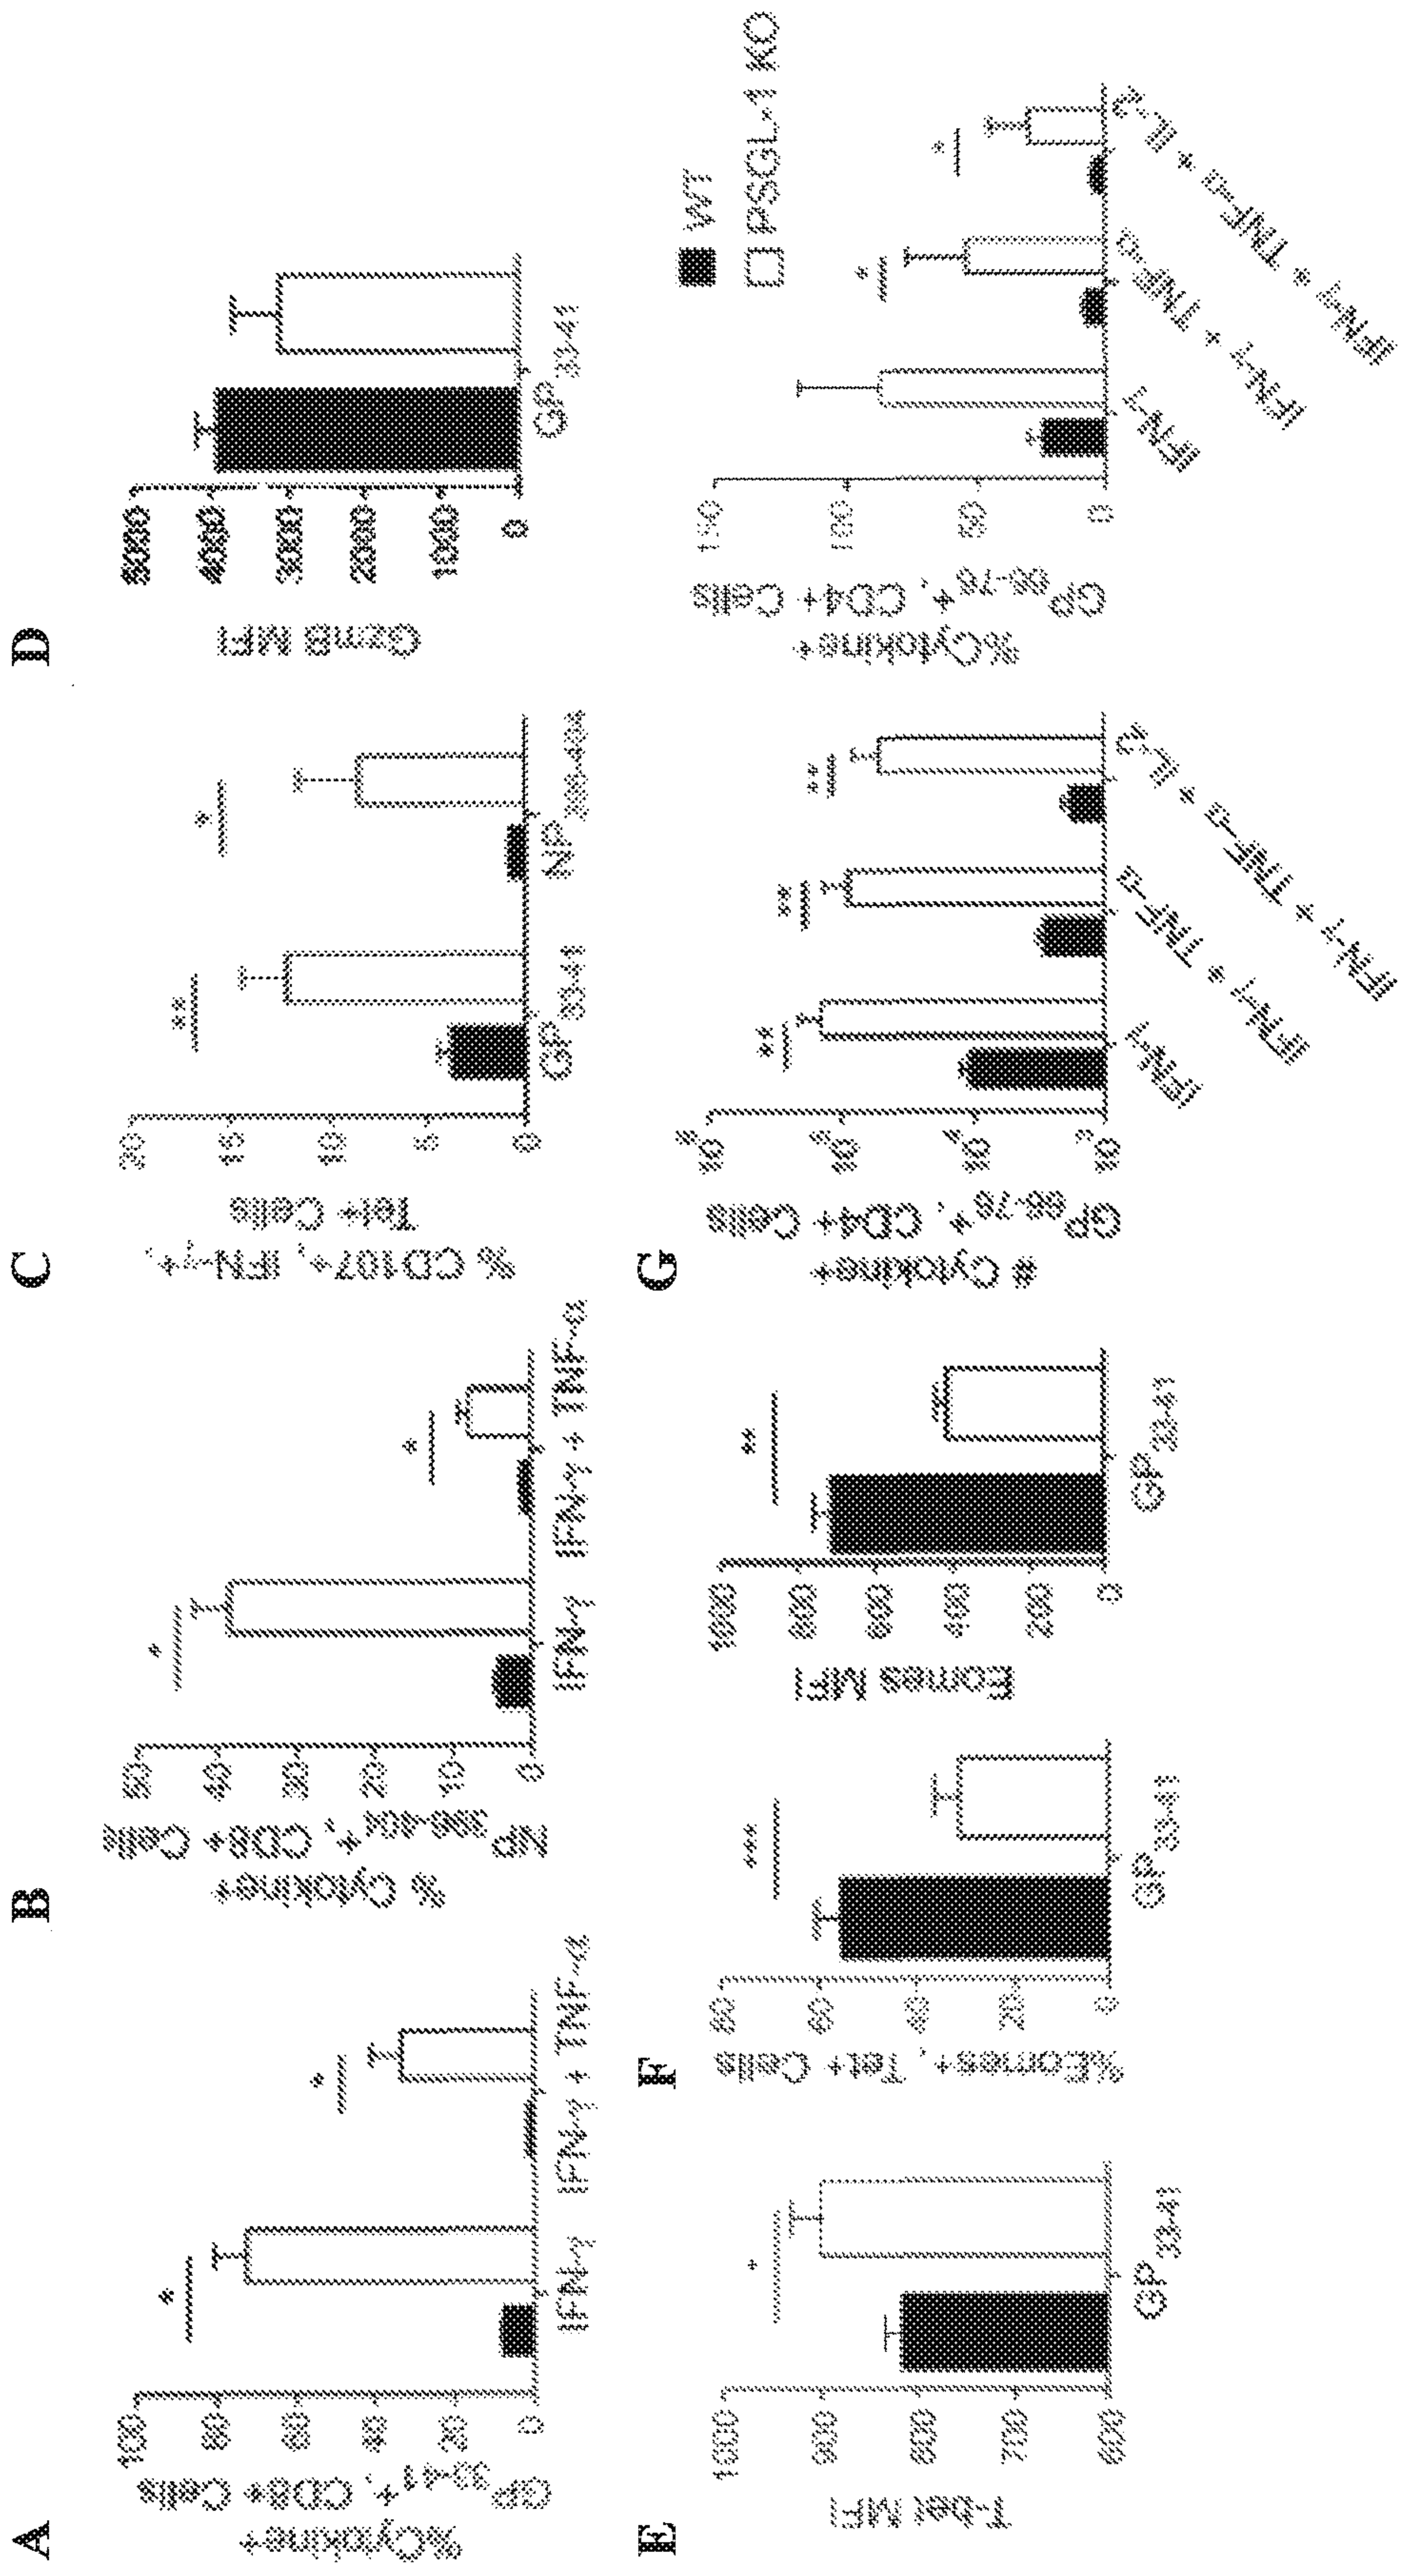 A
%Cytokine+
GP33-41+, CD8+ Cells
100
80
60
40
20
0
*
*
IFN-γ
IFN-γ + TNF-α
B
% Cytokine+
NP396-404+, CD8+ Cells
50
40
30
20
10
0
*
*
IFN-γ
IFN-γ + TNF-α
C
% CD107+, IFN-γ+,
Tet+ Cells
20
15
10
5
0
**
*
GP33-41
NP396-404
D
GzmB MFI
5000
4000
3000
2000
1000
0
GP33-41
E
T-bet MFI
1000
900
800
700
600
*
GP33-41
F
%Eomes+, Tet+ Cells
80
60
40
20
0
***
GP33-41
Eomes MFI
1000
800
600
400
200
0
**
GP33-41
G
# Cytokine+
GP66-76+, CD4+ Cells
10
10
10
10
**
**
**
IFN-γ
IFN-γ + TNF-α
IFN-γ + TNF-α + IL-2
%Cytokine+
GP66-76+, CD4+ Cells
150
100
50
0
*
*
IFN-γ
IFN-γ + TNF-α
IFN-γ + TNF-α + IL-2
WT
PSGL-1 KO